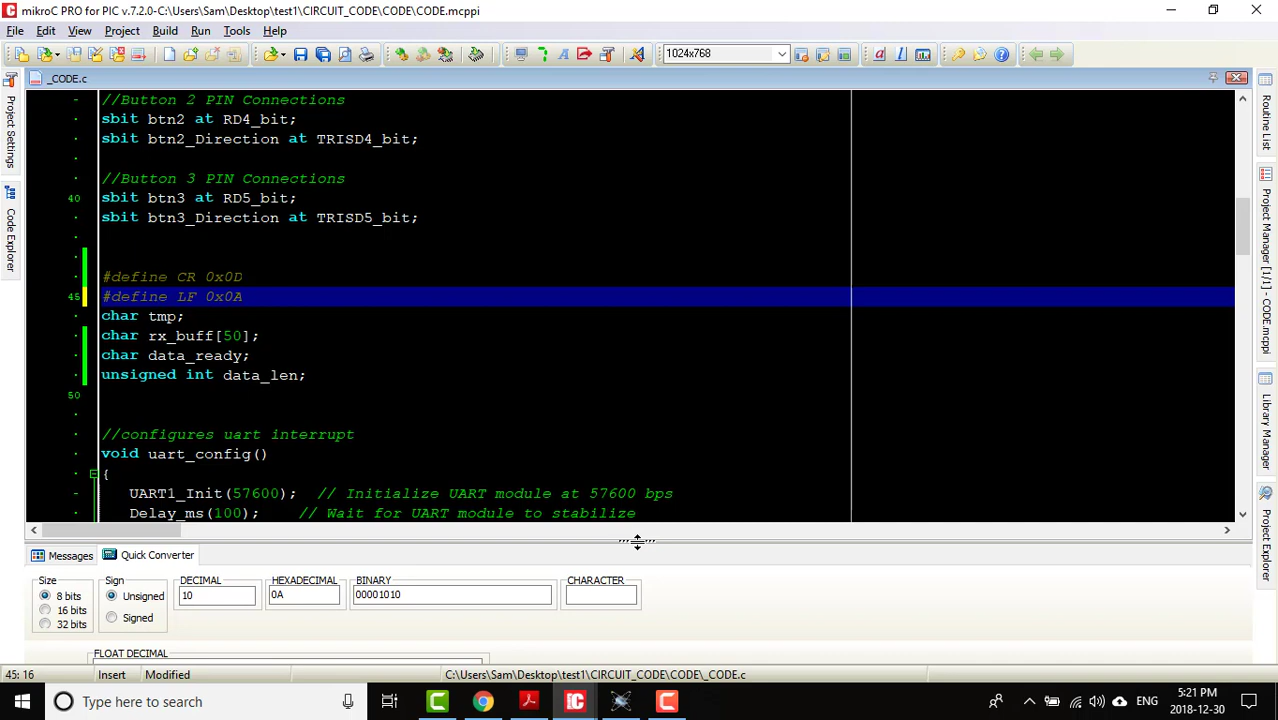 mikroC PRO for PIC v.7.2.0-C:\Users\Sam\Desktop\test1\CIRCUIT_CODE\CODE\CODE.mcppi
File Edit View Project Build Run Tools Help
1024x768
_CODE.c
Project Settings
Code Explorer
//Button 2 PIN Connections
sbit btn2 at RD4_bit;
sbit btn2_Direction at TRISD4_bit;
//Button 3 PIN Connections
40 sbit btn3 at RD5_bit;
sbit btn3_Direction at TRISD5_bit;
#define CR 0x0D
45 #define LF 0x0A
char tmp;
char rx_buff[50];
char data_ready;
unsigned int data_len;
50
//configures uart interrupt
void uart_config()
{
UART1_Init(57600); // Initialize UART module at 57600 bps
Delay_ms(100); // Wait for UART module to stabilize
Routine List
Project Manager [1/1] - CODE.mcppi
Library Manager
Project Explorer
Messages Quick Converter
Size Sign DECIMAL HEXADECIMAL BINARY CHARACTER
8 bits Unsigned 10 0A 00001010
16 bits
Signed
32 bits
FLOAT DECIMAL
45: 16 Insert Modified C:\Users\Sam\Desktop\test1\CIRCUIT_CODE\CODE\_CODE.c
Type here to search
ENG
5:21 PM
2018-12-30